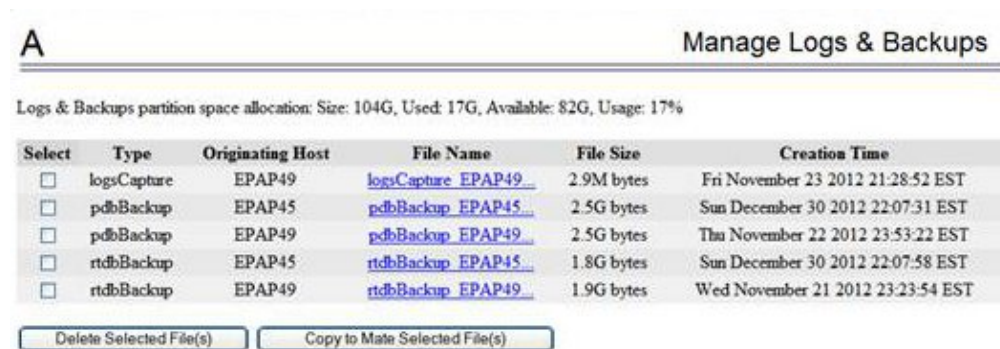 A Manage Logs & Backups
Logs & Backups partition space allocation: Size: 104G, Used: 17G, Available: 82G, Usage: 17%
Select Type Originating Host File Name File Size Creation Time
logsCapture EPAP49 logsCapture_EPAP49... 2.9M bytes Fri November 23 2012 21:28:52 EST
pdbBackup EPAP45 pdbBackup_EPAP45... 2.5G bytes Sun December 30 2012 22:07:31 EST
pdbBackup EPAP49 pdbBackup_EPAP49... 2.5G bytes Thu November 22 2012 23:53:22 EST
rtdbBackup EPAP45 rtdbBackup_EPAP45... 1.8G bytes Sun December 30 2012 22:07:58 EST
rtdbBackup EPAP49 rtdbBackup_EPAP49... 1.9G bytes Wed November 21 2012 23:23:54 EST
Delete Selected File(s) Copy to Mate Selected File(s)